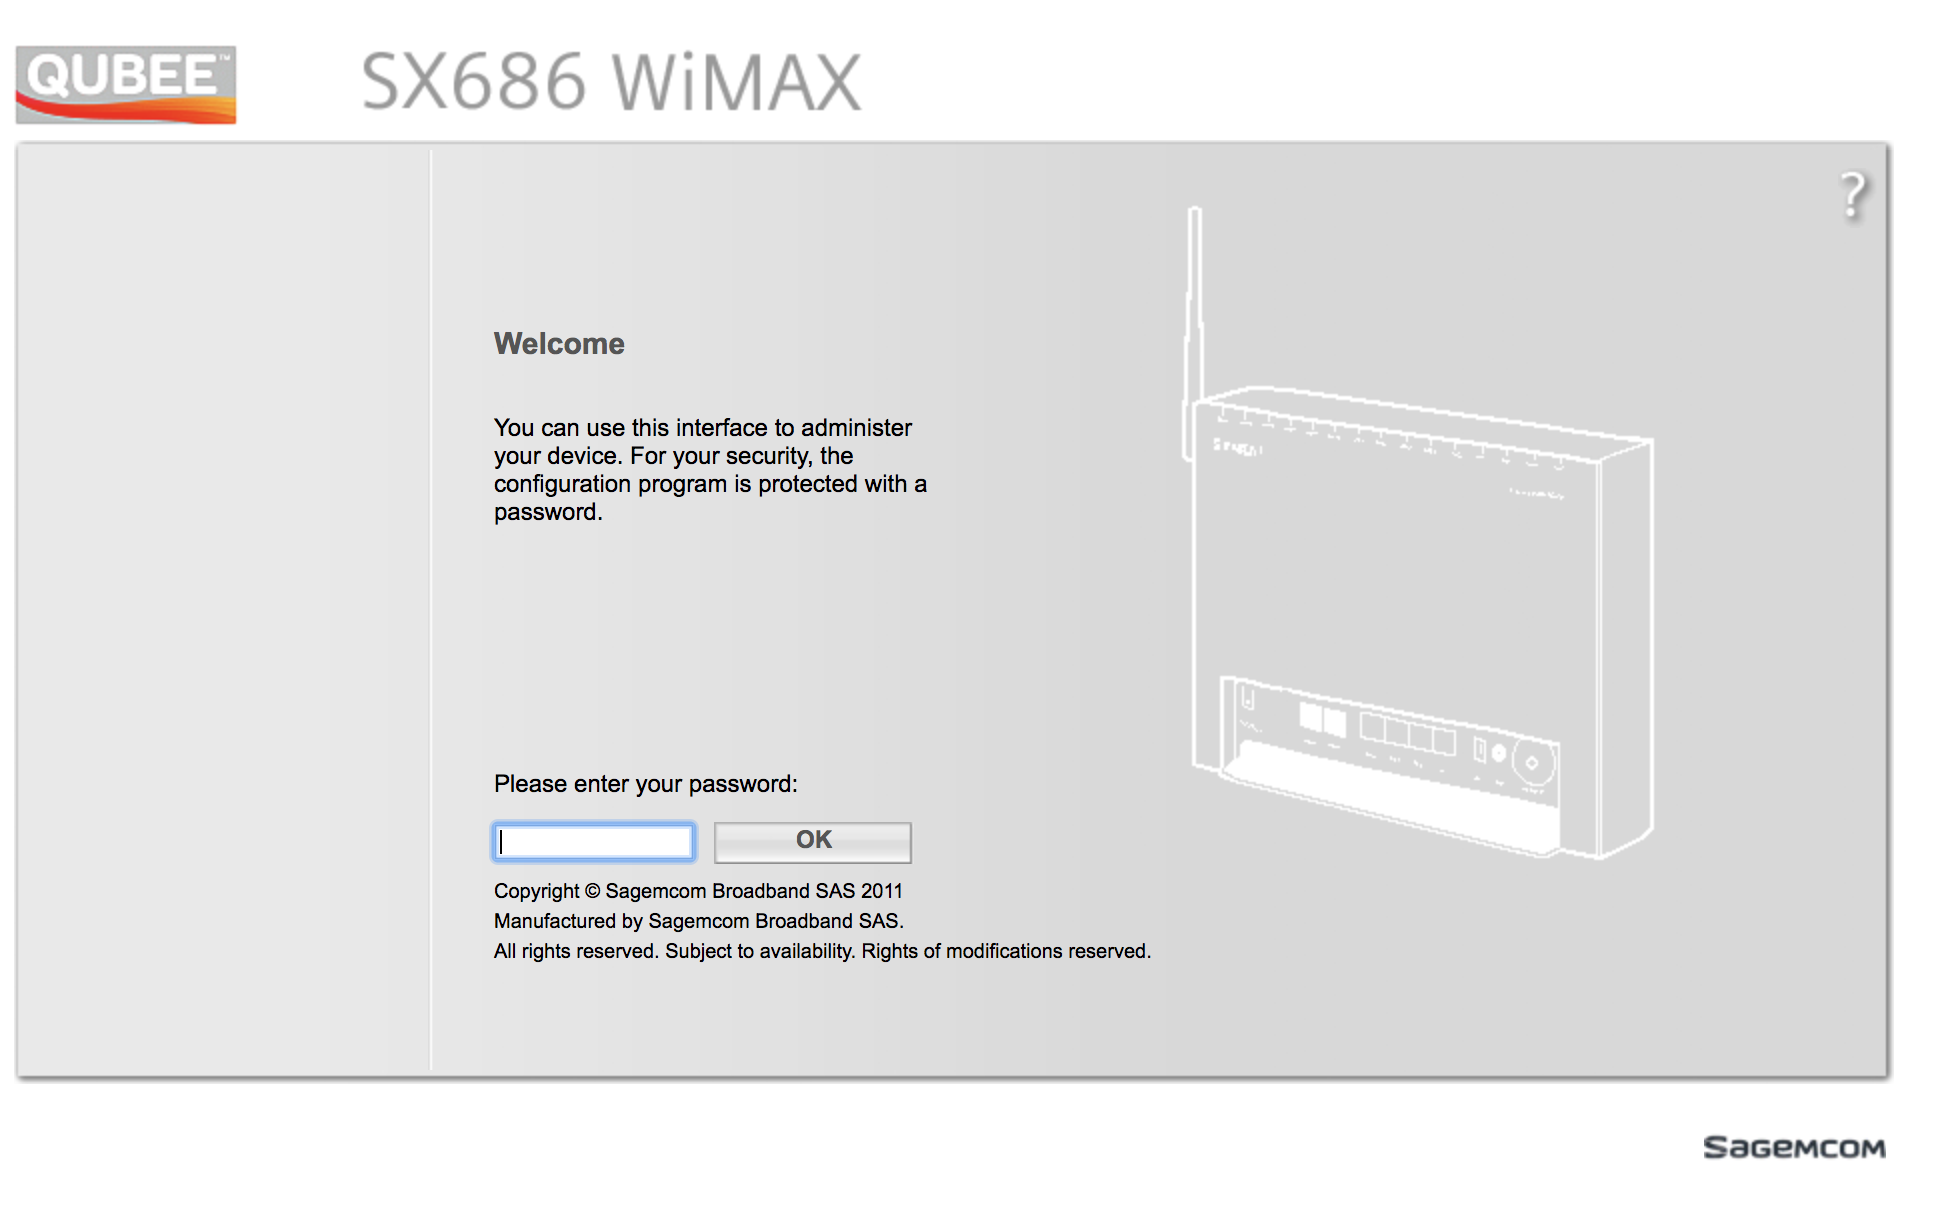 QUBEE™
SX686 WiMAX
?
Welcome
You can use this interface to administer
your device. For your security, the
configuration program is protected with a
password.
Please enter your password:
OK
Copyright © Sagemcom Broadband SAS 2011
Manufactured by Sagemcom Broadband SAS.
All rights reserved. Subject to availability. Rights of modifications reserved.
SAGEMCOM